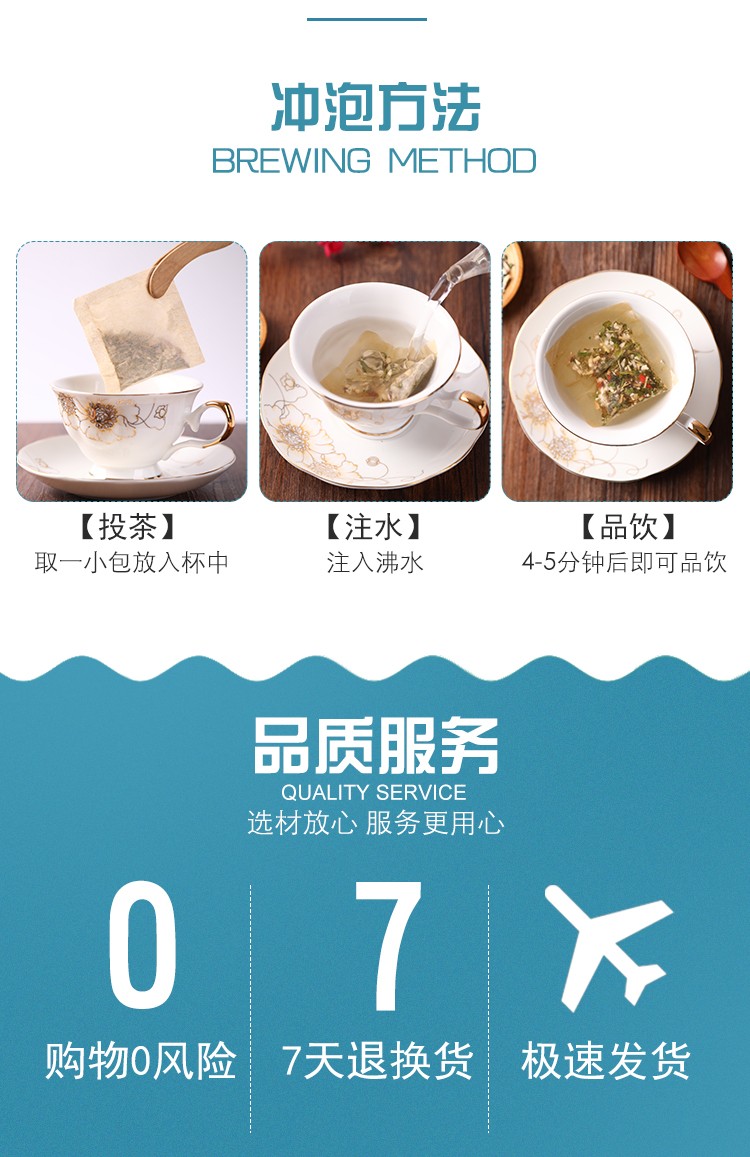 冲泡方法
BREWING METHOD
【投茶】
取一小包放入杯中
【注水】
注入沸水
【品饮】
4-5分钟后即可品饮
品质服务
QUALITY SERVICE
选材放心 服务更用心
0
购物0风险
7
7天退换货
极速发货